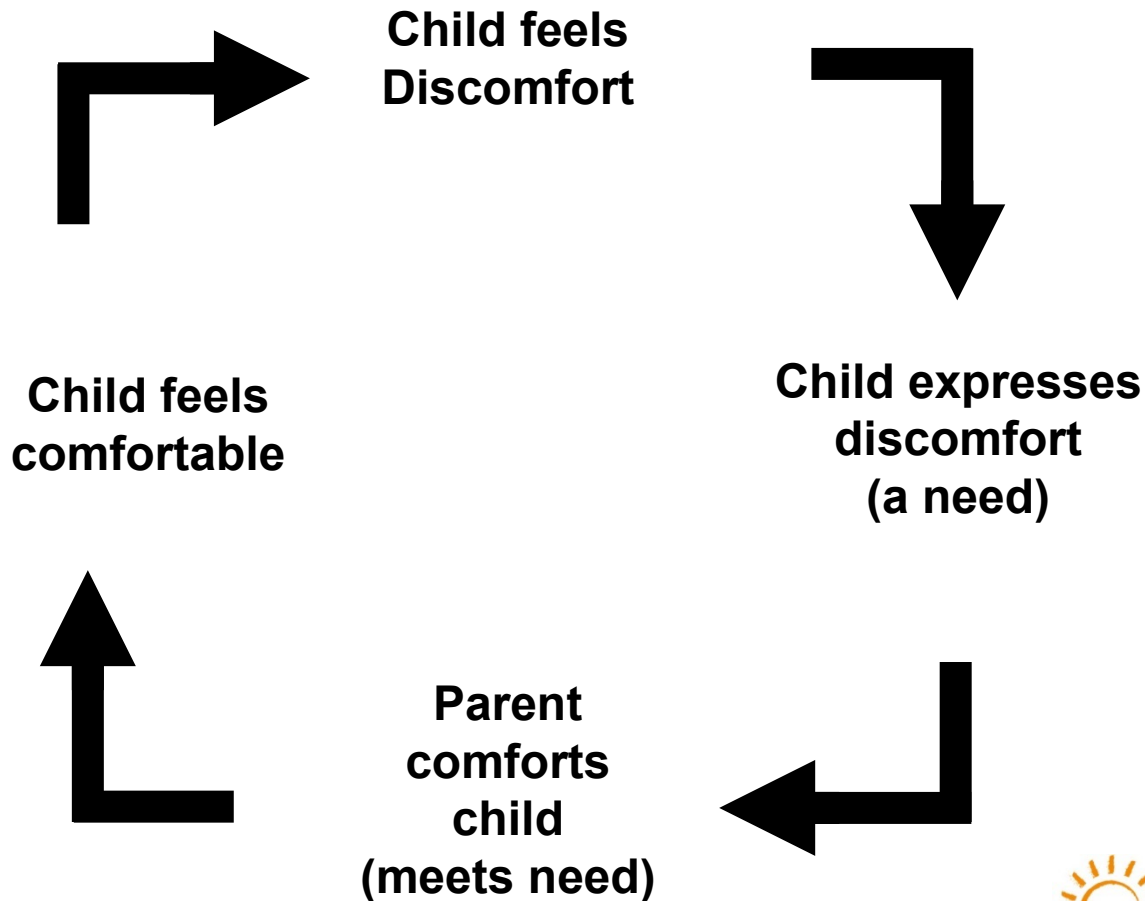 Child feels
Discomfort
Child expresses
discomfort
(a need)
Parent
comforts
child
(meets need)
Child feels
comfortable